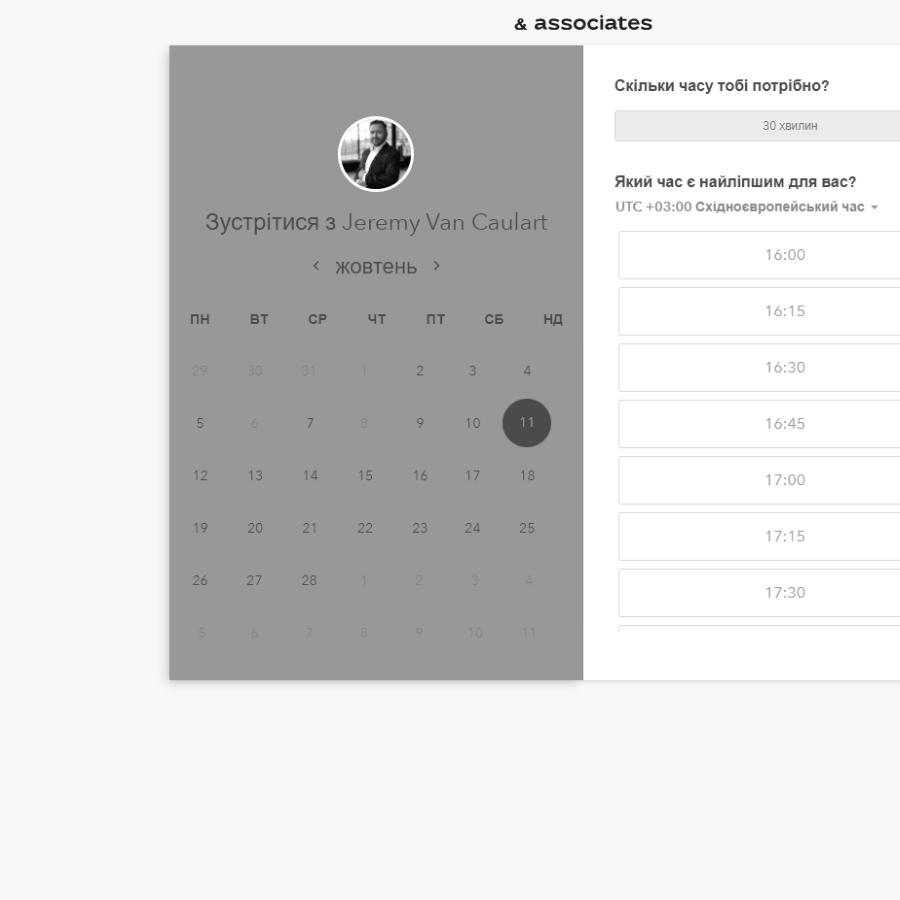 & associates
Зустрітися з Jeremy Van Caulart
жовтень
ПН ВТ СР ЧТ ПТ СБ НД
29 30 31 1 2 3 4
5 6 7 8 9 10 11
12 13 14 15 16 17 18
19 20 21 22 23 24 25
26 27 28 1 2 3 4
5 6 7 8 9 10 11
Скільки часу тобі потрібно?
30 хвилин
Який час є найліпшим для вас?
UTC +03:00 Східноєвропейський час
16:00
16:15
16:30
16:45
17:00
17:15
17:30